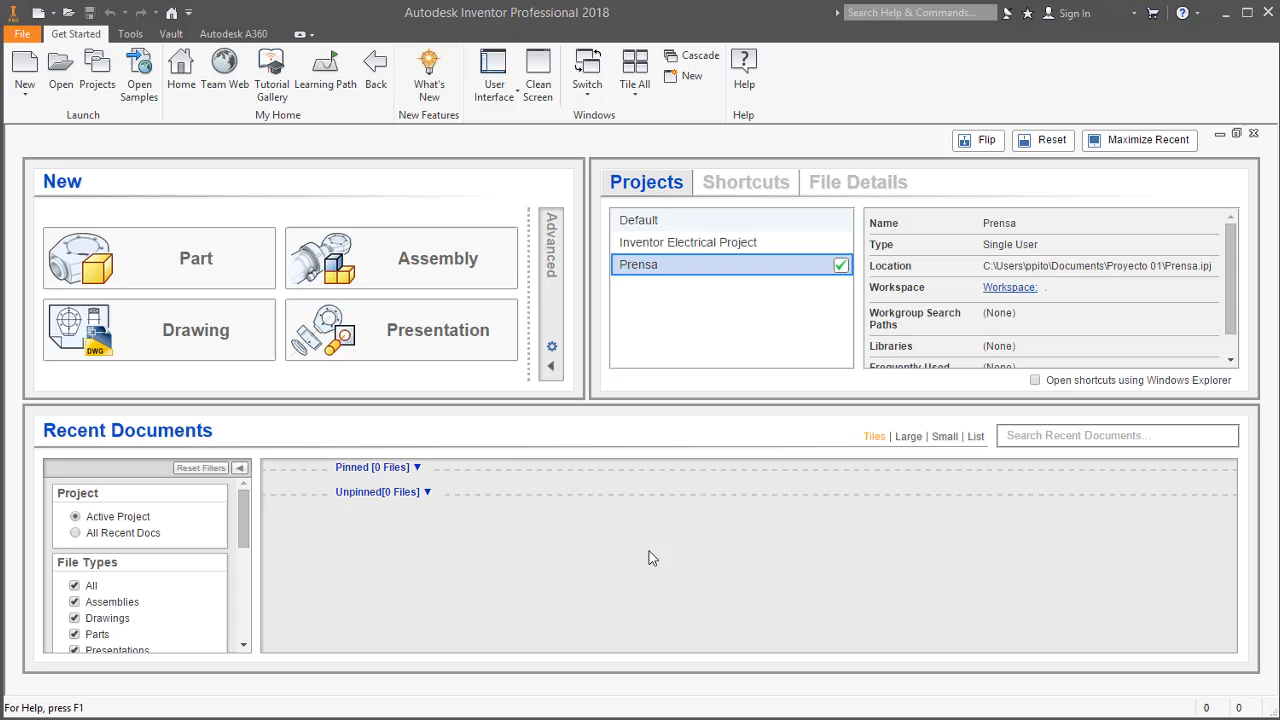 PRO
Autodesk Inventor Professional 2018
Search Help & Commands...
Sign In
File
Get Started
Tools
Vault
Autodesk A360
New
Open
Projects
Open Samples
Home
Team Web
Tutorial Gallery
Learning Path
Back
What's New
User Interface
Clean Screen
Switch
Tile All
Cascade
New
Help
Launch
My Home
New Features
Windows
Help
Flip
Reset
Maximize Recent
New
Part
Assembly
Drawing
DWG
Presentation
Advanced
Projects
Shortcuts
File Details
Default
Inventor Electrical Project
Prensa
Name Prensa
Type Single User
Location C:\Users\ppito\Documents\Proyecto 01\Prensa.ipj
Workspace Workspace: .
Workgroup Search Paths (None)
Libraries (None)
Frequently Used (None)
Open shortcuts using Windows Explorer
Recent Documents
Tiles | Large | Small | List
Search Recent Documents...
Reset Filters
Project
Active Project
All Recent Docs
File Types
All
Assemblies
Drawings
Parts
Presentations
Pinned [0 Files]
Unpinned[0 Files]
For Help, press F1
0 0